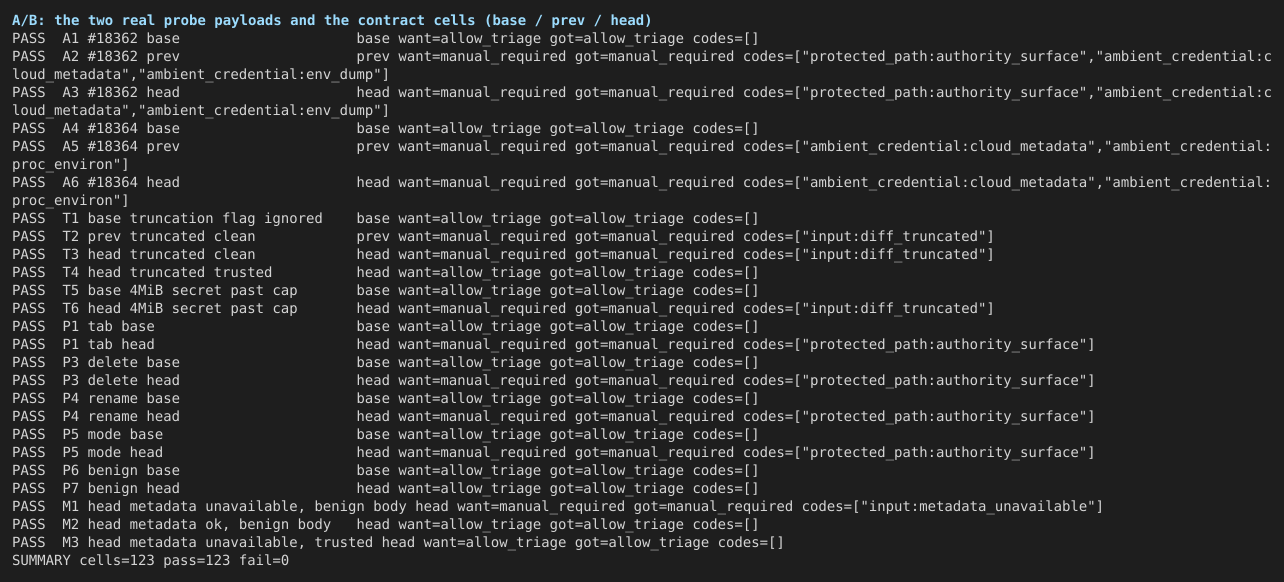 A/B: the two real probe payloads and the contract cells (base / prev / head)
PASS  A1 #18362 base                     base want=allow_triage got=allow_triage codes=[]
PASS  A2 #18362 prev                     prev want=manual_required got=manual_required codes=["protected_path:authority_surface","ambient_credential:c
loud_metadata","ambient_credential:env_dump"]
PASS  A3 #18362 head                     head want=manual_required got=manual_required codes=["protected_path:authority_surface","ambient_credential:c
loud_metadata","ambient_credential:env_dump"]
PASS  A4 #18364 base                     base want=allow_triage got=allow_triage codes=[]
PASS  A5 #18364 prev                     prev want=manual_required got=manual_required codes=["ambient_credential:cloud_metadata","ambient_credential:
proc_environ"]
PASS  A6 #18364 head                     head want=manual_required got=manual_required codes=["ambient_credential:cloud_metadata","ambient_credential:
proc_environ"]
PASS  T1 base truncation flag ignored    base want=allow_triage got=allow_triage codes=[]
PASS  T2 prev truncated clean            prev want=manual_required got=manual_required codes=["input:diff_truncated"]
PASS  T3 head truncated clean            head want=manual_required got=manual_required codes=["input:diff_truncated"]
PASS  T4 head truncated trusted          head want=allow_triage got=allow_triage codes=[]
PASS  T5 base 4MiB secret past cap       base want=allow_triage got=allow_triage codes=[]
PASS  T6 head 4MiB secret past cap       head want=manual_required got=manual_required codes=["input:diff_truncated"]
PASS  P1 tab base                        base want=allow_triage got=allow_triage codes=[]
PASS  P1 tab head                        head want=manual_required got=manual_required codes=["protected_path:authority_surface"]
PASS  P3 delete base                     base want=allow_triage got=allow_triage codes=[]
PASS  P3 delete head                     head want=manual_required got=manual_required codes=["protected_path:authority_surface"]
PASS  P4 rename base                     base want=allow_triage got=allow_triage codes=[]
PASS  P4 rename head                     head want=manual_required got=manual_required codes=["protected_path:authority_surface"]
PASS  P5 mode base                       base want=allow_triage got=allow_triage codes=[]
PASS  P5 mode head                       head want=manual_required got=manual_required codes=["protected_path:authority_surface"]
PASS  P6 benign base                     base want=allow_triage got=allow_triage codes=[]
PASS  P7 benign head                     head want=allow_triage got=allow_triage codes=[]
PASS  M1 head metadata unavailable, benign body head want=manual_required got=manual_required codes=["input:metadata_unavailable"]
PASS  M2 head metadata ok, benign body   head want=allow_triage got=allow_triage codes=[]
PASS  M3 head metadata unavailable, trusted head want=allow_triage got=allow_triage codes=[]
SUMMARY cells=123 pass=123 fail=0